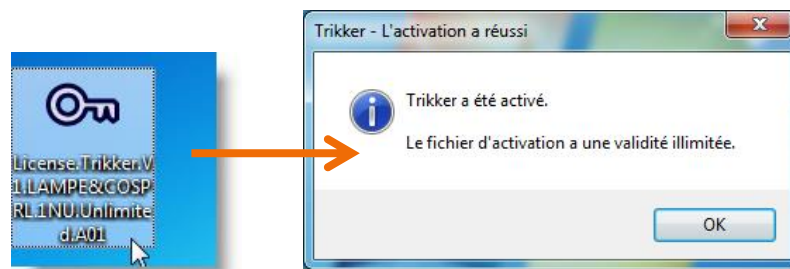 License.Trikker.V
1.LAMPE&COSP
RL.1NU.Unlimite
d.A01
Trikker - L'activation a réussi
Trikker a été activé.
Le fichier d'activation a une validité illimitée.
OK